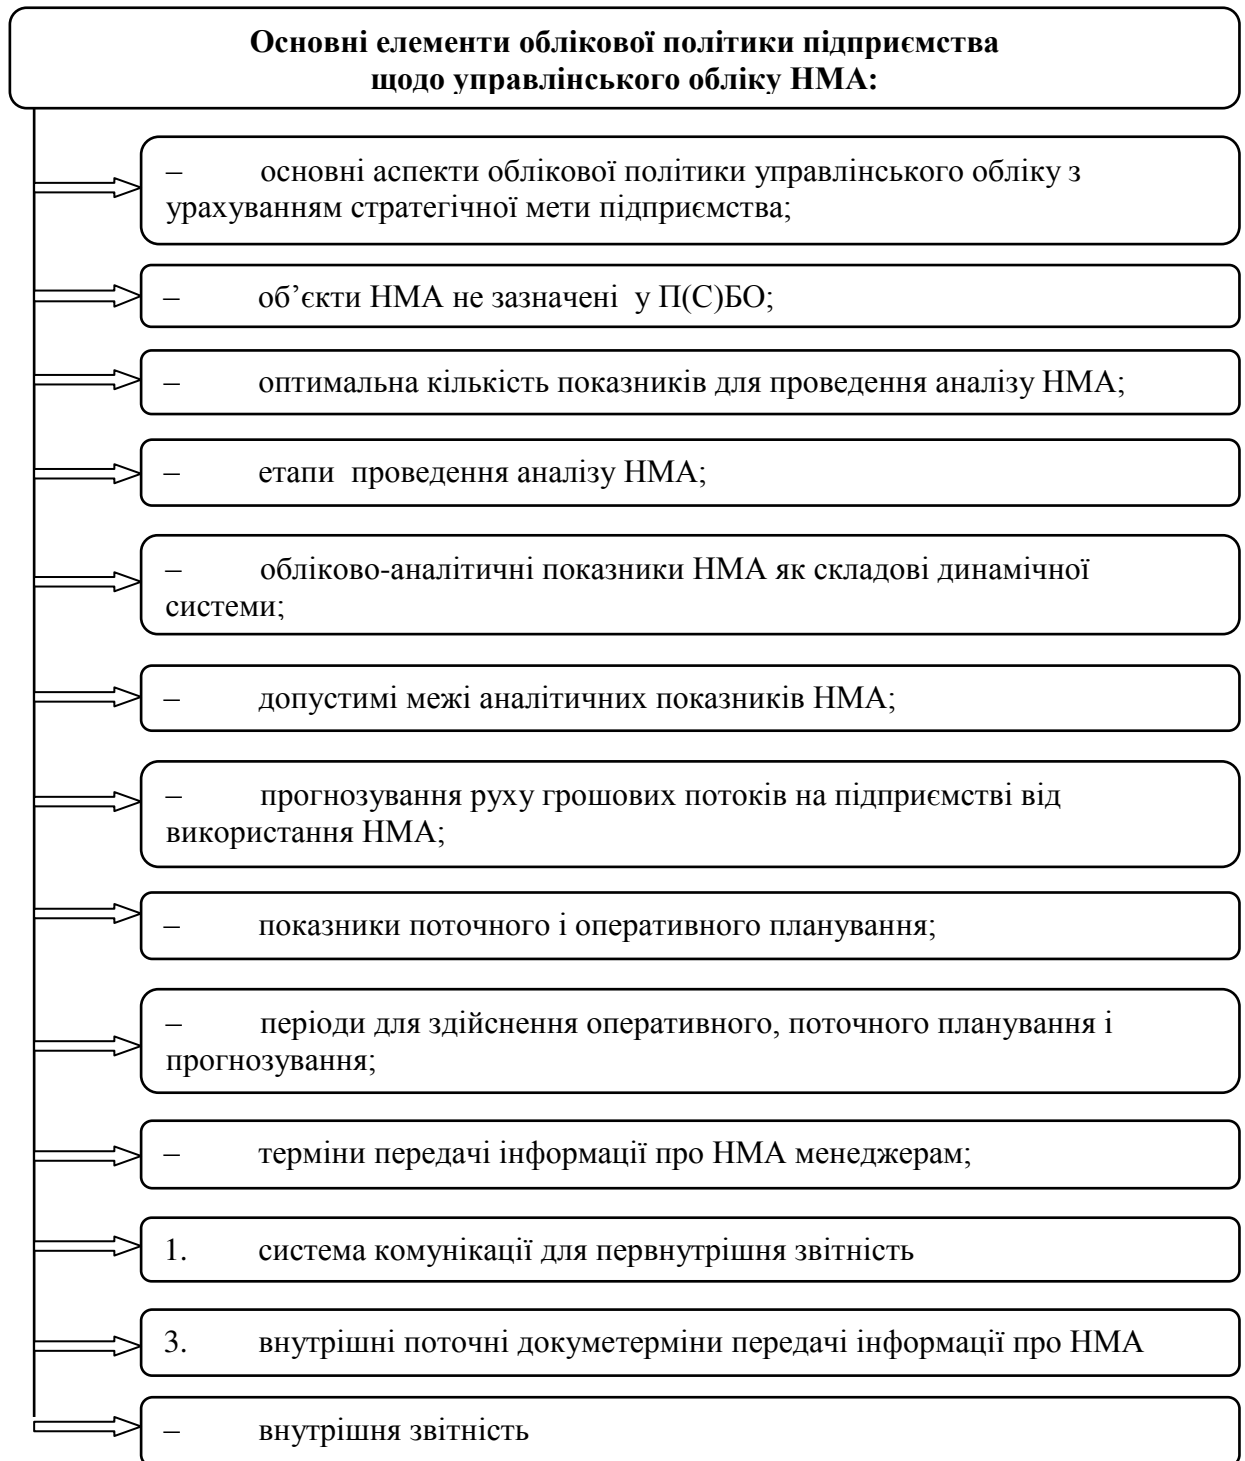 Основні елементи облікової політики підприємства
щодо управлінського обліку НМА:
– основні аспекти облікової політики управлінського обліку з
урахуванням стратегічної мети підприємства;
– об’єкти НМА не зазначені у П(С)БО;
– оптимальна кількість показників для проведення аналізу НМА;
– етапи проведення аналізу НМА;
– обліково-аналітичні показники НМА як складові динамічної
системи;
– допустимі межі аналітичних показників НМА;
– прогнозування руху грошових потоків на підприємстві від
використання НМА;
– показники поточного і оперативного планування;
– періоди для здійснення оперативного, поточного планування і
прогнозування;
– терміни передачі інформації про НМА менеджерам;
1. система комунікації для первнутрішня звітність
3. внутрішні поточні докуметерміни передачі інформації про НМА
– внутрішня звітність